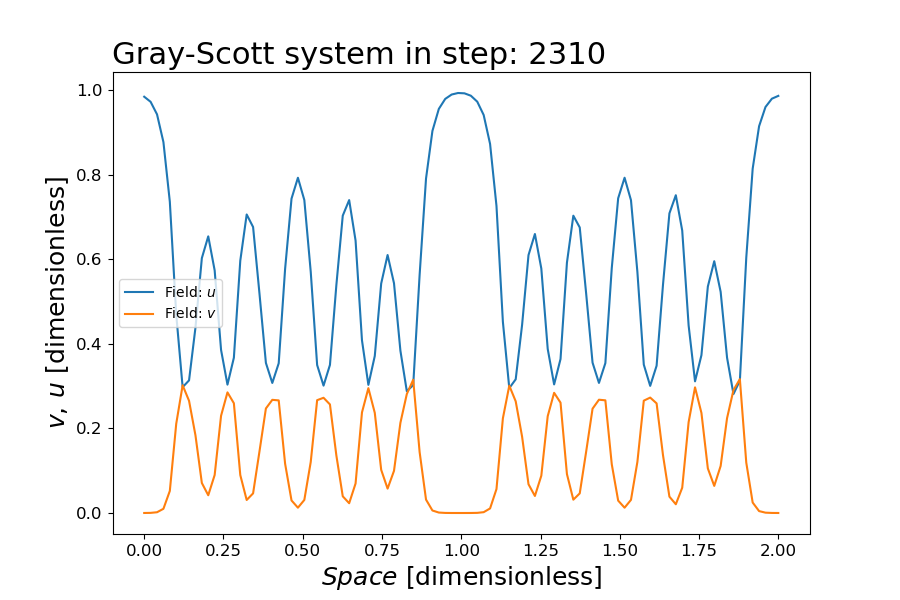 Gray-Scott system in step: 2310
v, u [dimensionless]
1.0
0.8
0.6
0.4
0.2
0.0
Field: u
Field: v
0.00 0.25 0.50 0.75 1.00 1.25 1.50 1.75 2.00
Space [dimensionless]